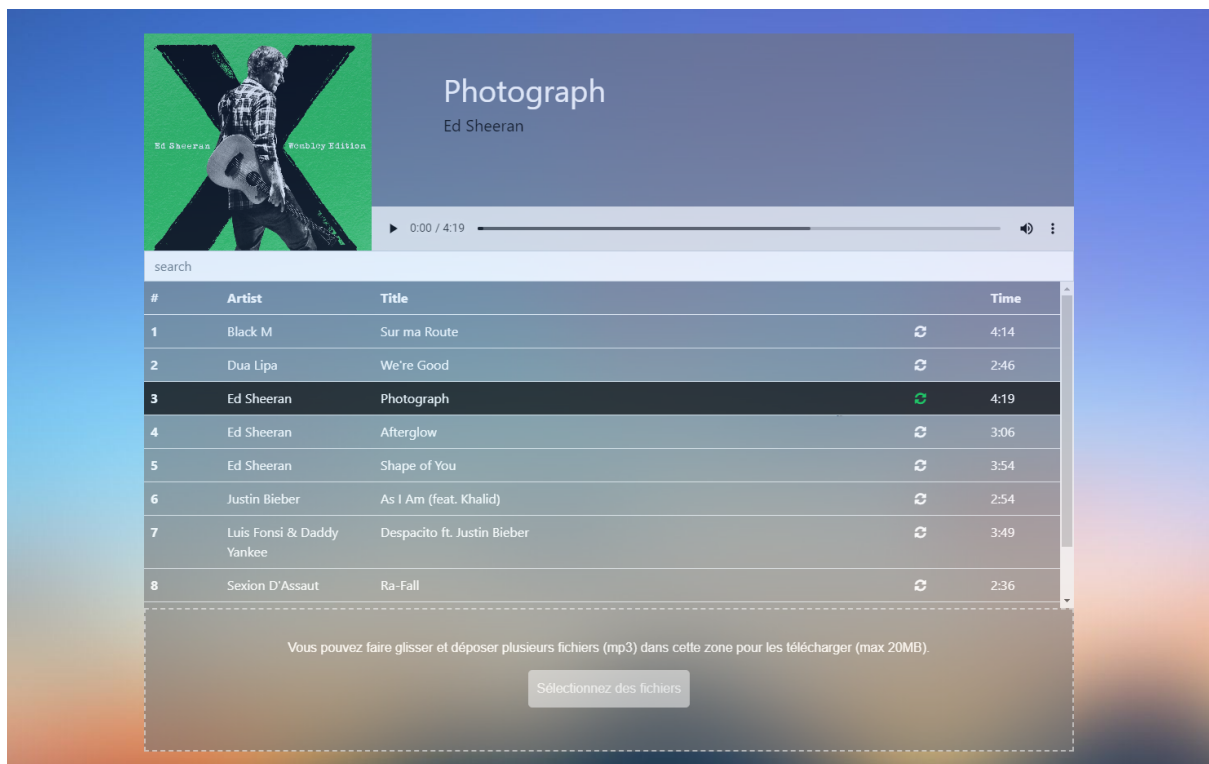 Ed Sheeran Wembley Edition
Photograph
Ed Sheeran
0:00 / 4:19
search
# Artist Title Time
1 Black M Sur ma Route 4:14
2 Dua Lipa We're Good 2:46
3 Ed Sheeran Photograph 4:19
4 Ed Sheeran Afterglow 3:06
5 Ed Sheeran Shape of You 3:54
6 Justin Bieber As I Am (feat. Khalid) 2:54
7 Luis Fonsi & Daddy Despacito ft. Justin Bieber 3:49
Yankee
8 Sexion D'Assaut Ra-Fall 2:36
Vous pouvez faire glisser et déposer plusieurs fichiers (mp3) dans cette zone pour les télécharger (max 20MB).
Sélectionnez des fichiers